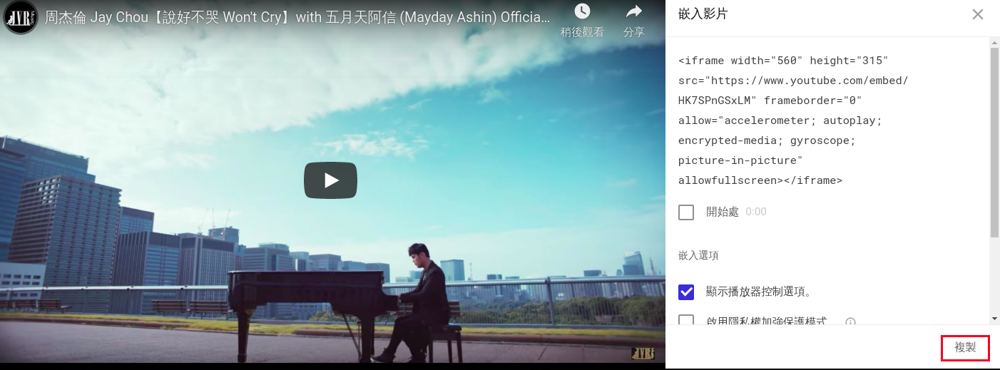 JVR Music
周杰倫 Jay Chou【說好不哭 Won't Cry】with 五月天阿信 (Mayday Ashin) Officia…
稍後觀看
分享
嵌入影片
<iframe width="560" height="315"
src="https://www.youtube.com/embed/
HK7SPnGSxLM" frameborder="0"
allow="accelerometer; autoplay;
encrypted-media; gyroscope;
picture-in-picture"
allowfullscreen></iframe>
開始處 0:00
嵌入選項
顯示播放器控制選項。
啟用隱私權加強保護模式
複製
JVR